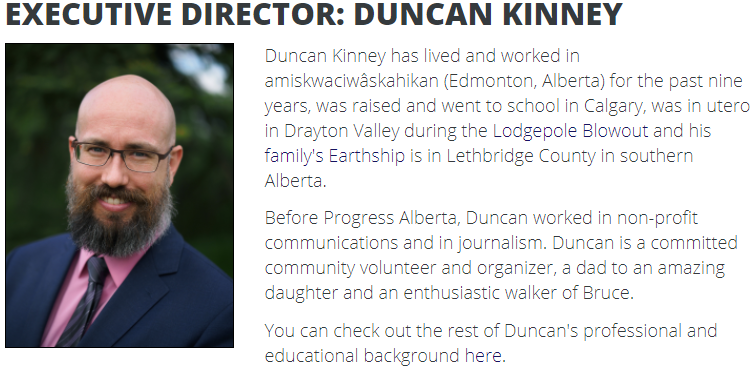 EXECUTIVE DIRECTOR: DUNCAN KINNEY
Duncan Kinney has lived and worked in
amiskwaciwâskahikan (Edmonton, Alberta) for the past nine
years, was raised and went to school in Calgary, was in utero
in Drayton Valley during the Lodgepole Blowout and his
family's Earthship is in Lethbridge County in southern
Alberta.
Before Progress Alberta, Duncan worked in non-profit
communications and in journalism. Duncan is a committed
community volunteer and organizer, a dad to an amazing
daughter and an enthusiastic walker of Bruce.
You can check out the rest of Duncan's professional and
educational background here.